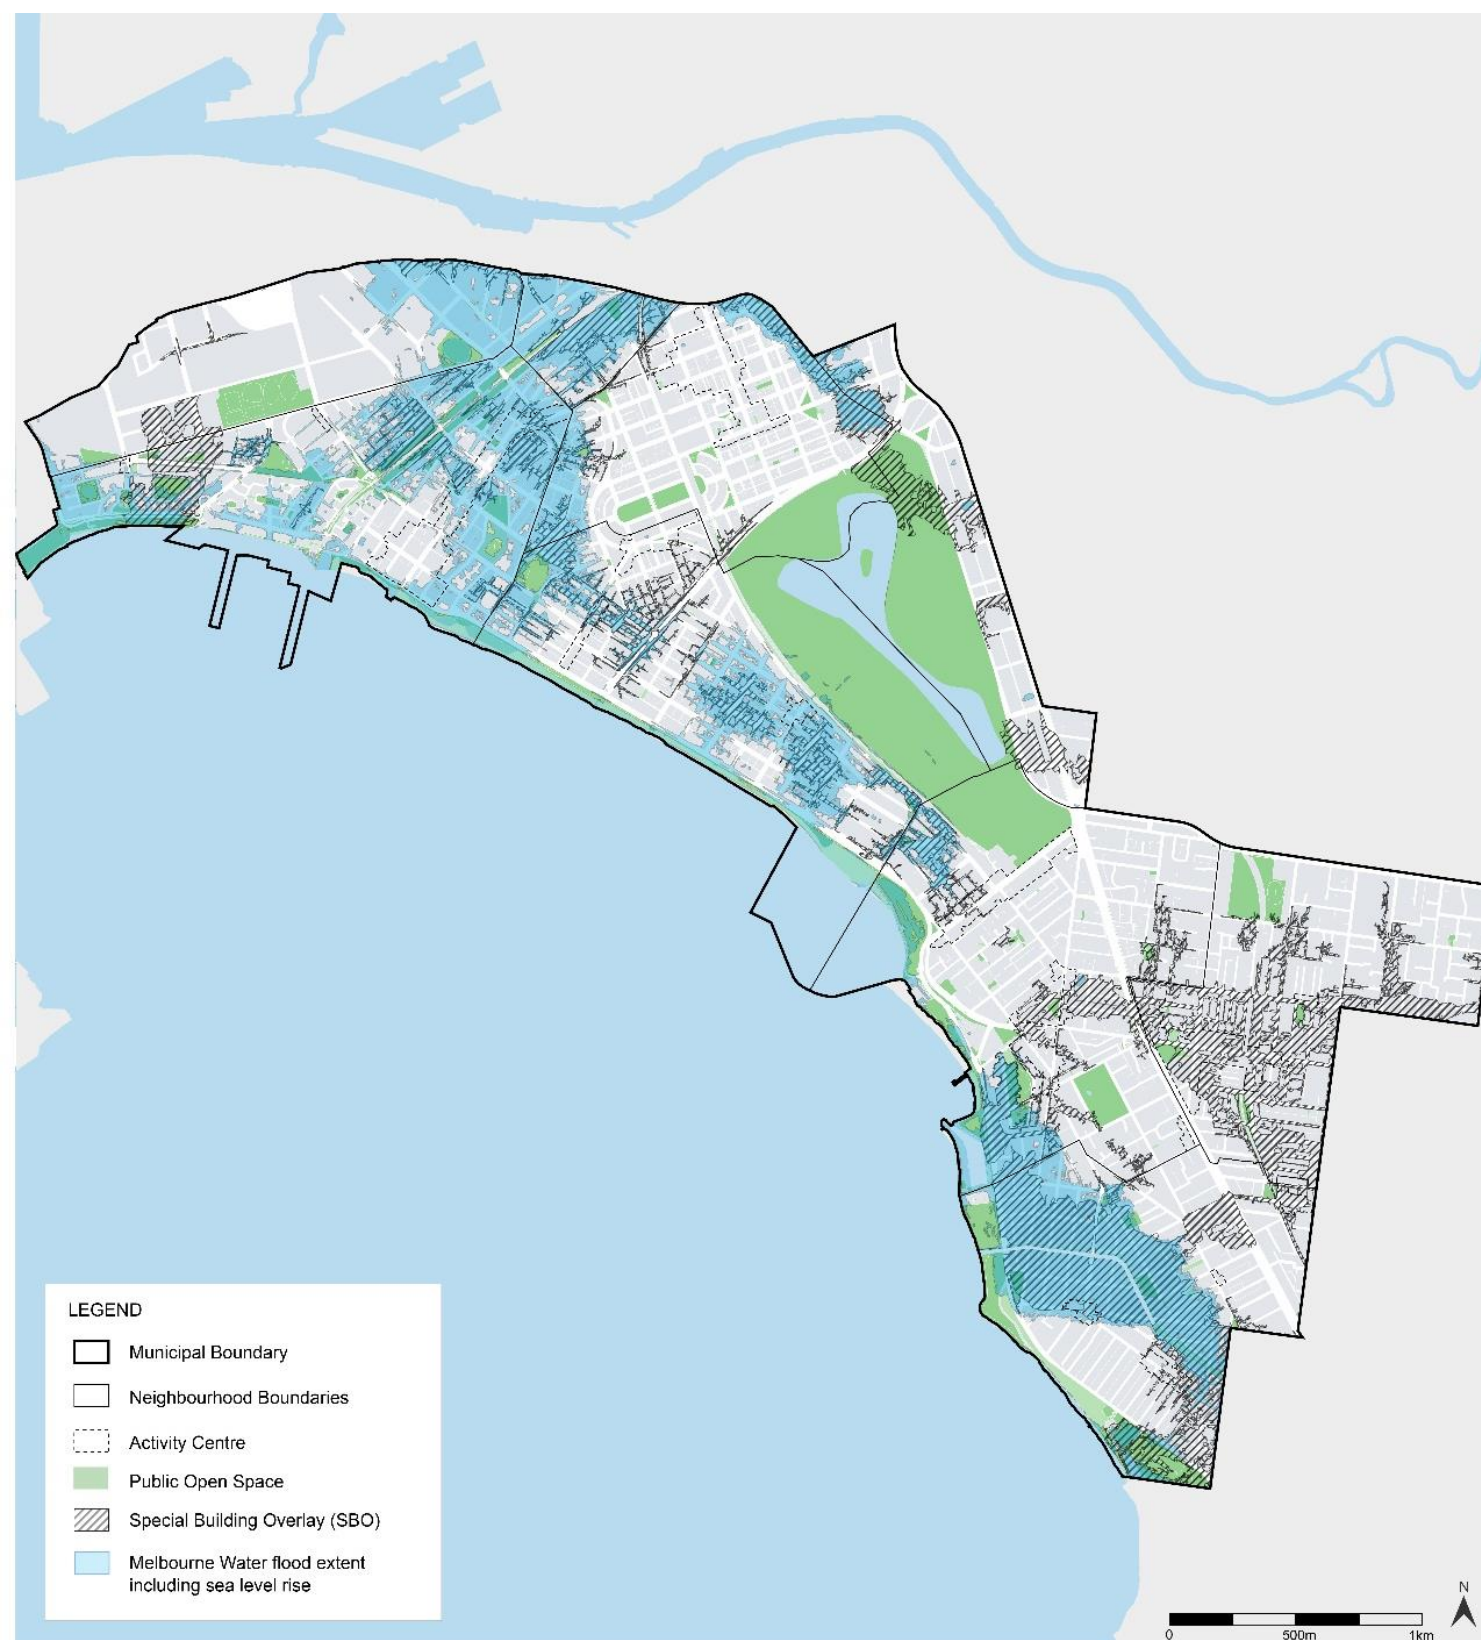 LEGEND
Municipal Boundary
Neighbourhood Boundaries
Activity Centre
Public Open Space
Special Building Overlay (SBO)
Melbourne Water flood extent
including sea level rise
N
0 500m 1km